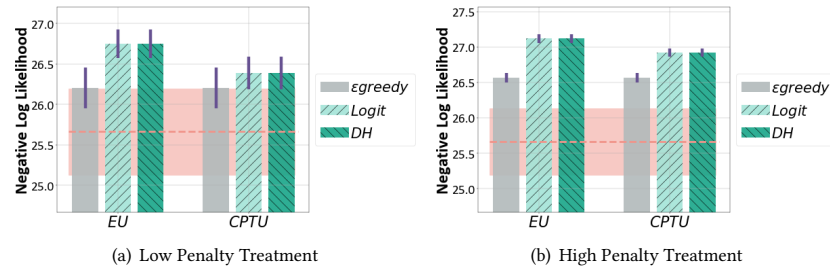 27.0
26.5
26.0
25.5
25.0
Negative Log Likelihood
EU
CPTU
εgreedy
Logit
DH
(a) Low Penalty Treatment
27.5
27.0
26.5
26.0
25.5
25.0
Negative Log Likelihood
EU
CPTU
εgreedy
Logit
DH
(b) High Penalty Treatment